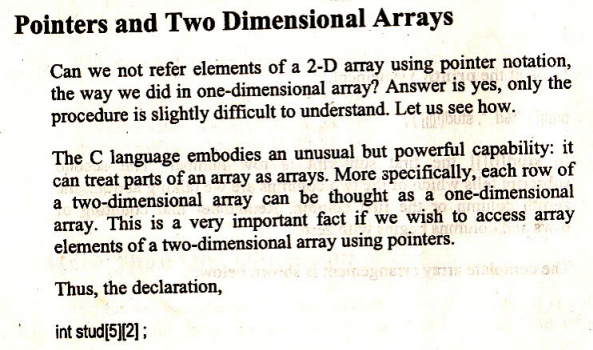 Pointers and Two Dimensional Arrays
Can we not refer elements of a 2-D array using pointer notation,
the way we did in one-dimensional array? Answer is yes, only the
procedure is slightly difficult to understand. Let us see how.
The C language embodies an unusual but powerful capability: it
can treat parts of an array as arrays. More specifically, each row of
a two-dimensional array can be thought as a one-dimensional
array. This is a very important fact if we wish to access array
elements of a two-dimensional array using pointers.
Thus, the declaration,
int stud[5][2] ;